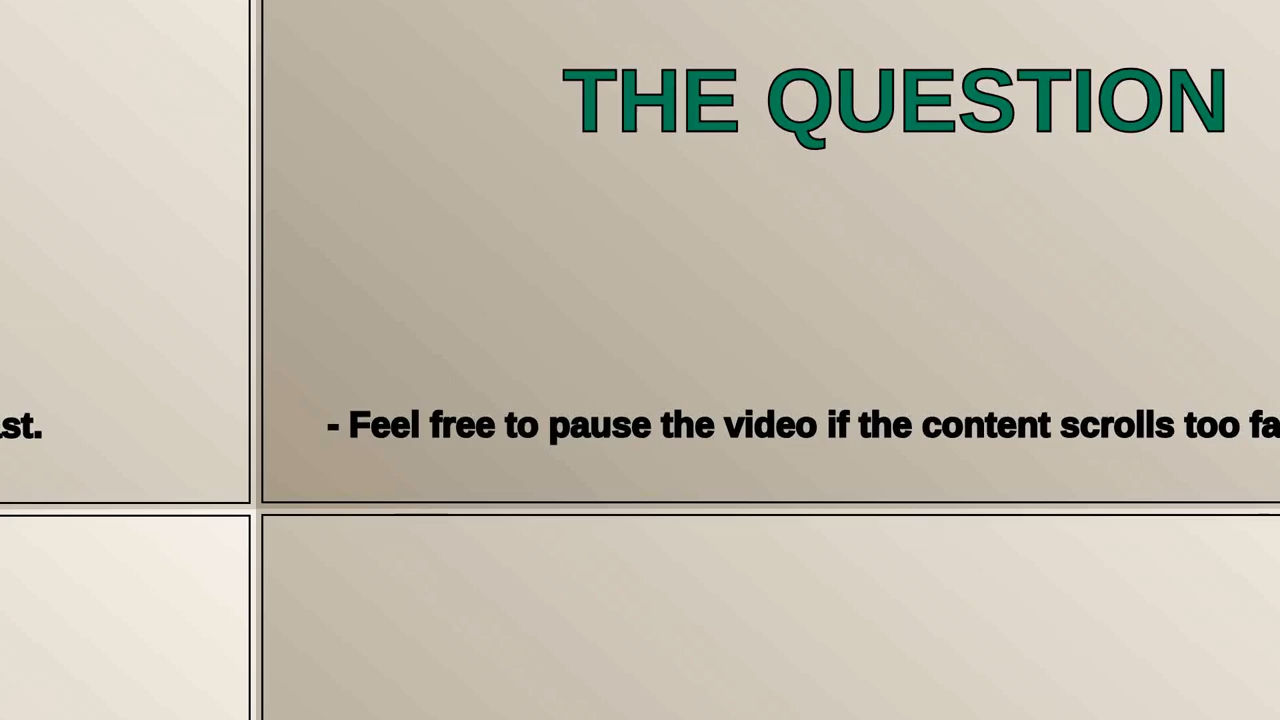 THE QUESTION
st.
- Feel free to pause the video if the content scrolls too fa